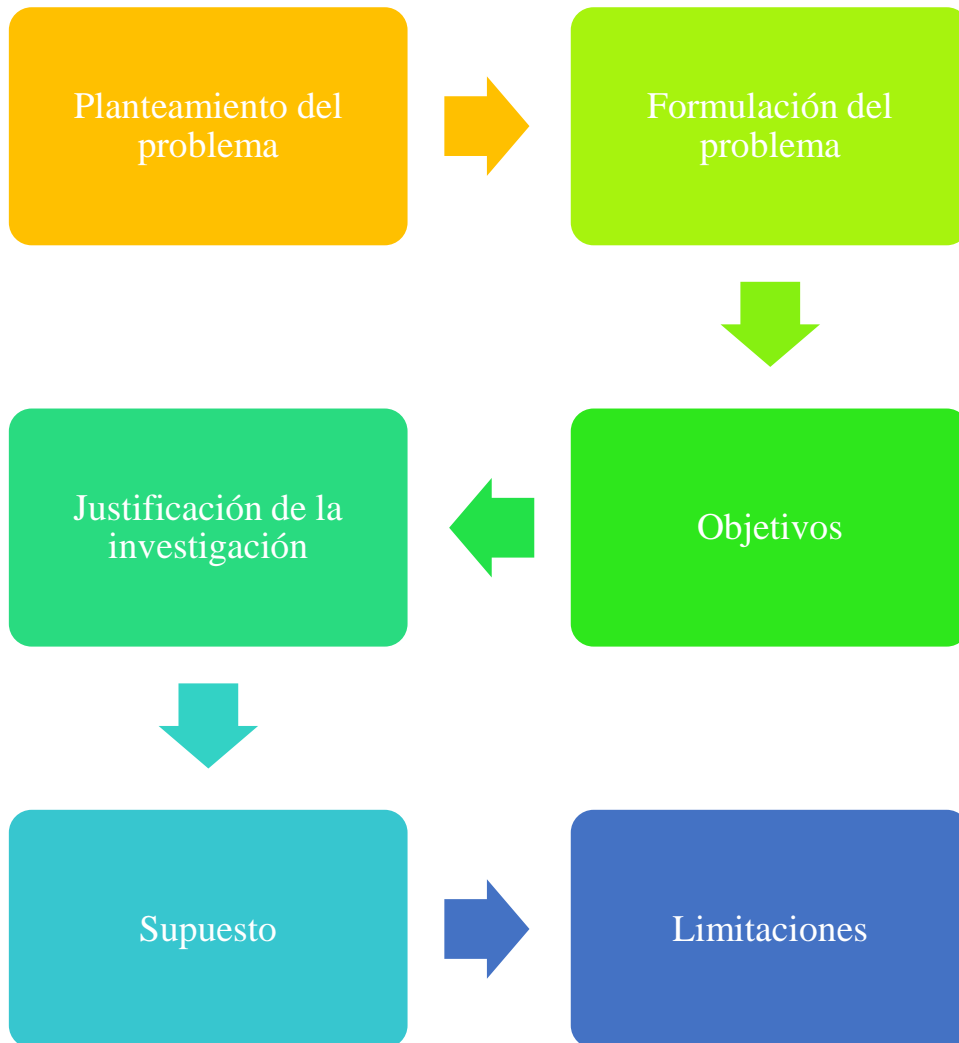 Planteamiento del
problema
Formulación del
problema
Objetivos
Justificación de la
investigación
Supuesto
Limitaciones